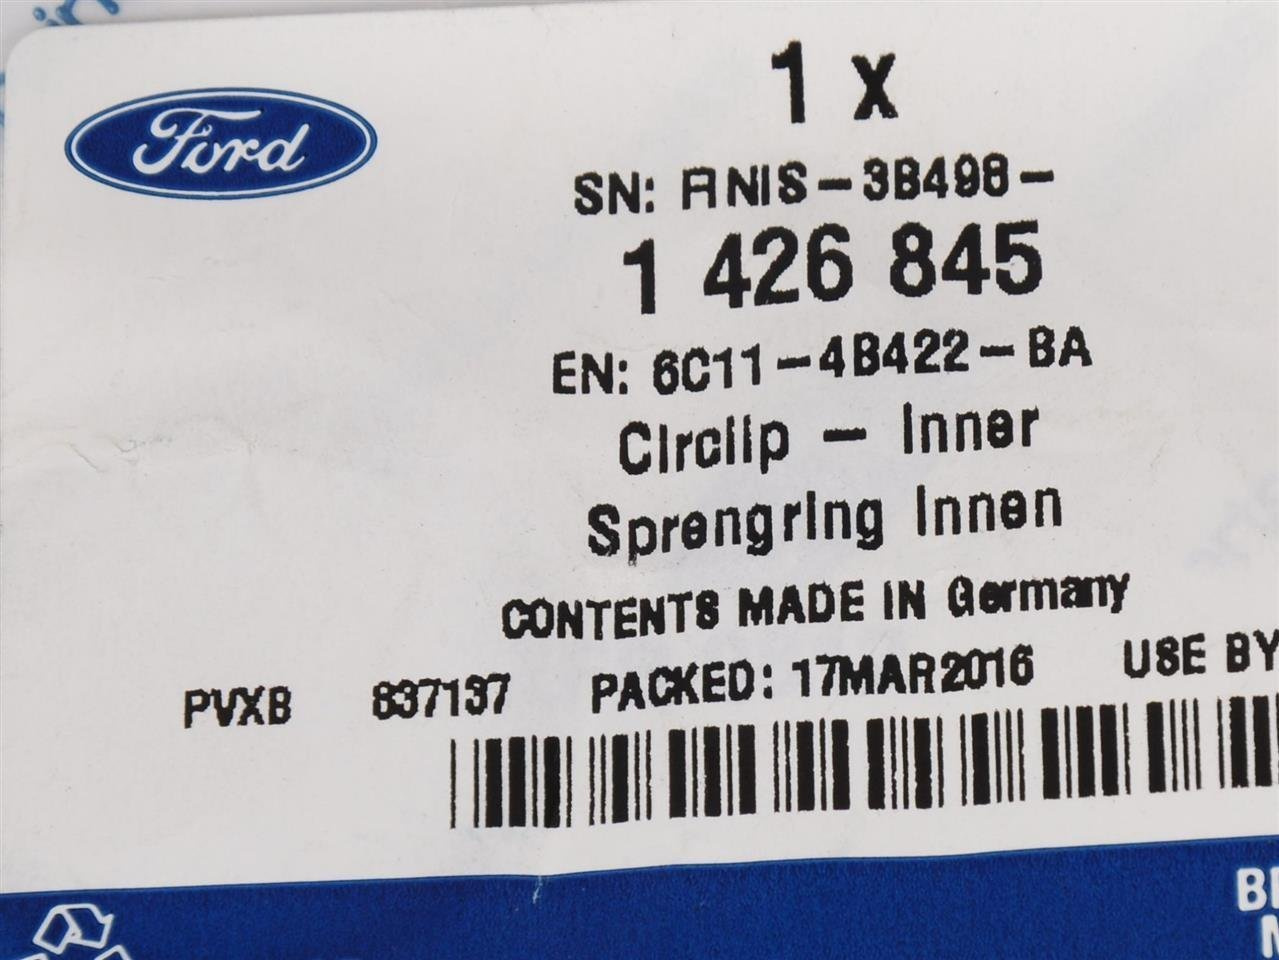 Ford
1 x
SN: RNIS-3B498-
1 426 845
EN: 6C11-4B422-BA
Circlip - Inner
Sprengring Innen
CONTENTS MADE IN Germany
PVXB 837137 PACKED: 17MAR2016 USE BY